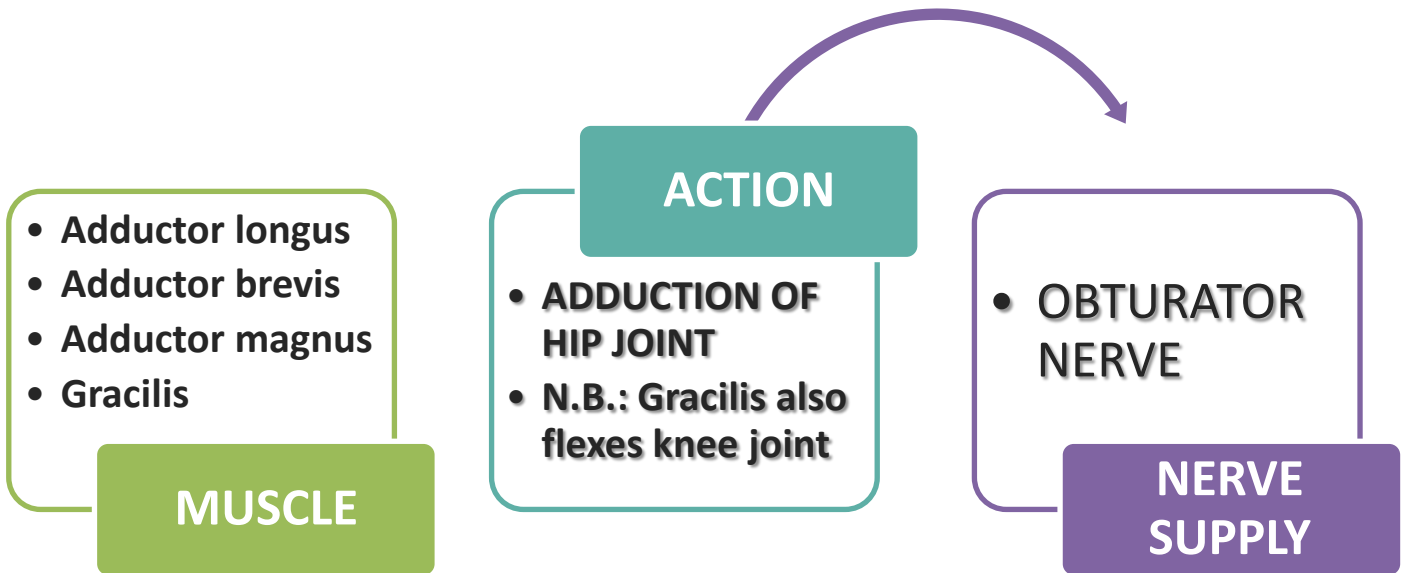 • Adductor longus
• Adductor brevis
• Adductor magnus
• Gracilis
MUSCLE
ACTION
• ADDUCTION OF
HIP JOINT
• N.B.: Gracilis also
flexes knee joint
• OBTURATOR
NERVE
NERVE
SUPPLY